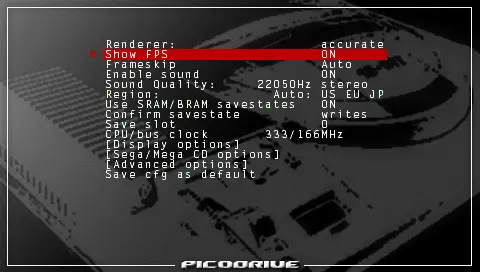 Renderer: accurate
Show FPS ON
Frameskip Auto
Enable sound ON
Sound Quality: 22050Hz stereo
Region: Auto: US EU JP
Use SRAM/BRAM savestates ON
Confirm savestate writes
Save slot 0
CPU/bus clock 333/166MHz
[Display options]
[Sega/Mega CD options]
[Advanced options]
Save cfg as default
PICODRIVE